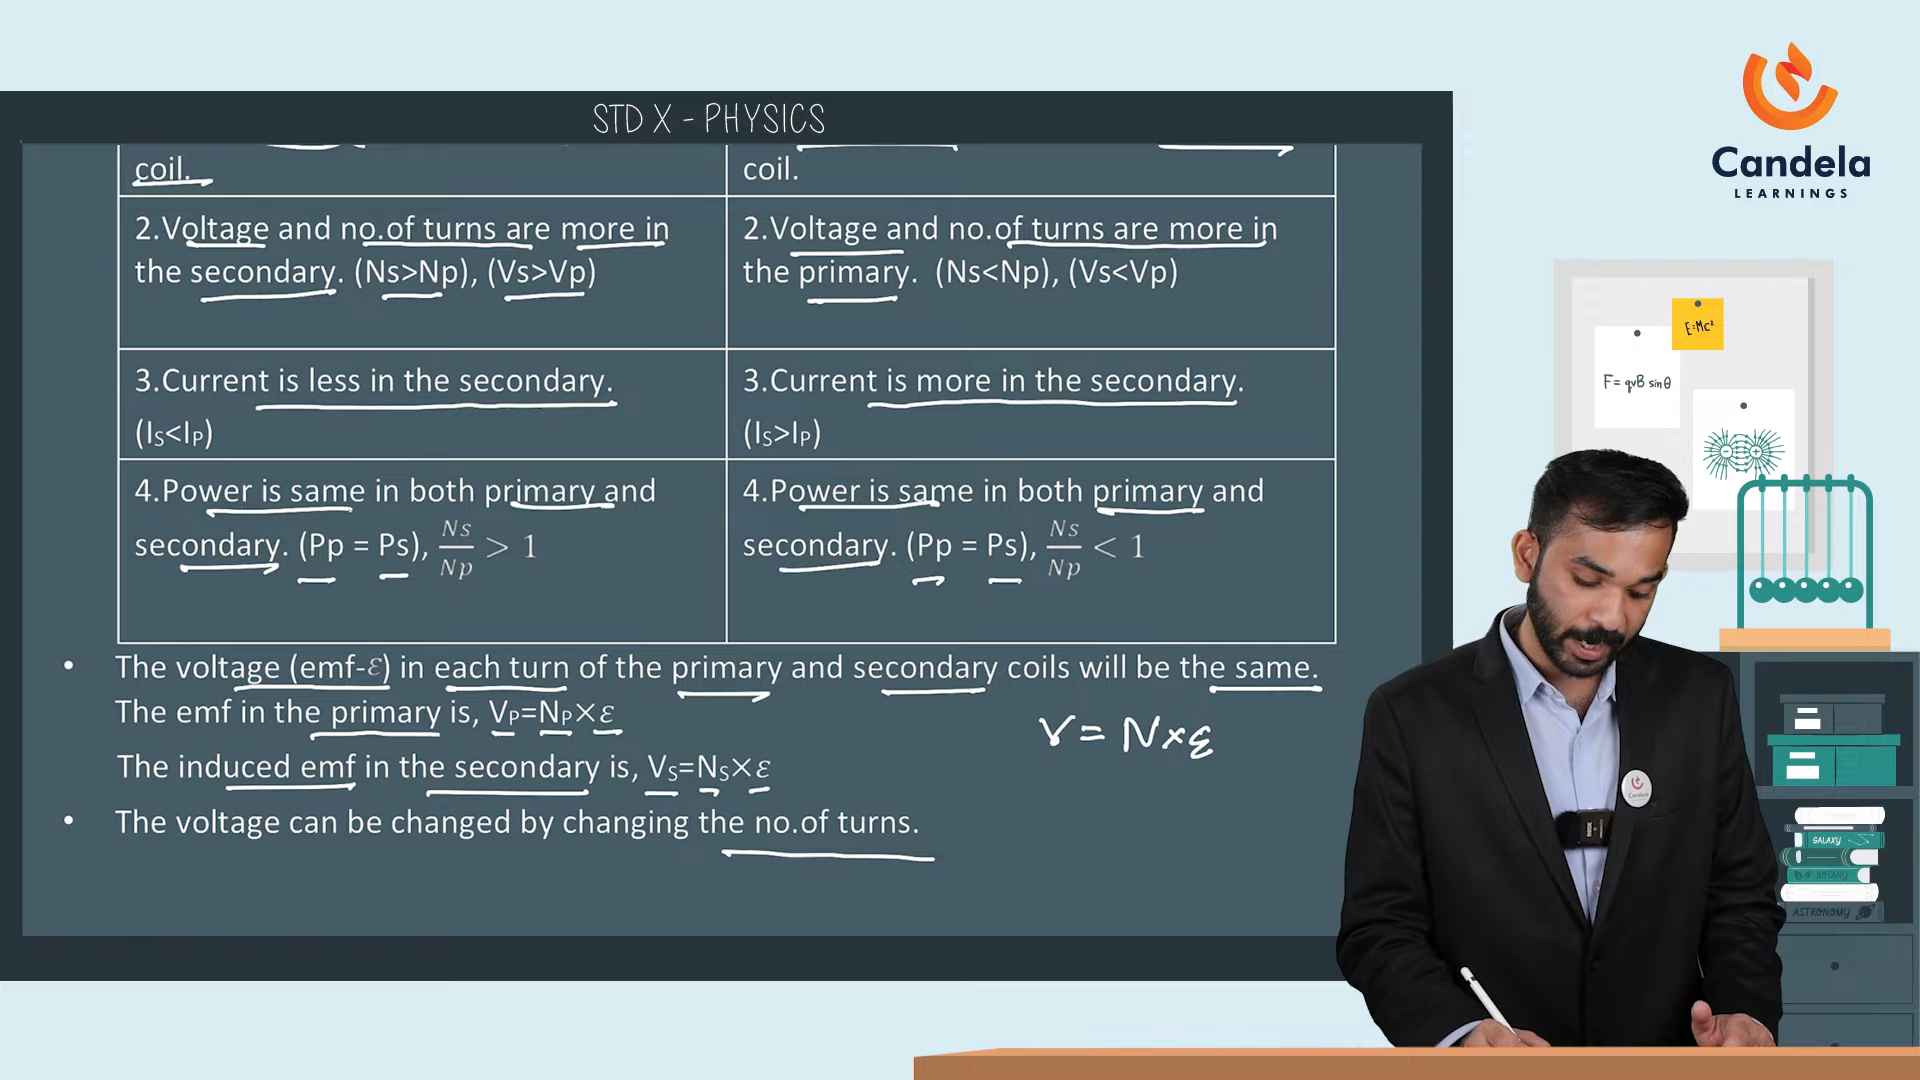 STD X - PHYSICS
Candela
LEARNINGS
coil.
coil.
2.Voltage and no.of turns are more in
the secondary. (Ns>Np), (Vs>Vp)
2.Voltage and no.of turns are more in
the primary. (Ns<Np), (Vs<Vp)
3.Current is less in the secondary.
(IS<IP)
3.Current is more in the secondary.
(IS>IP)
4.Power is same in both primary and
secondary. (Pp = Ps), Ns/Np > 1
4.Power is same in both primary and
secondary. (Pp = Ps), Ns/Np < 1
• The voltage (emf-ℰ) in each turn of the primary and secondary coils will be the same.
The emf in the primary is, VP=NP×ε
The induced emf in the secondary is, VS=NS×ε
V = N×ε
• The voltage can be changed by changing the no.of turns.
E=Mc²
F= qvB sinθ
Candela
GALAXY
BOTANY
ASTRONOMY